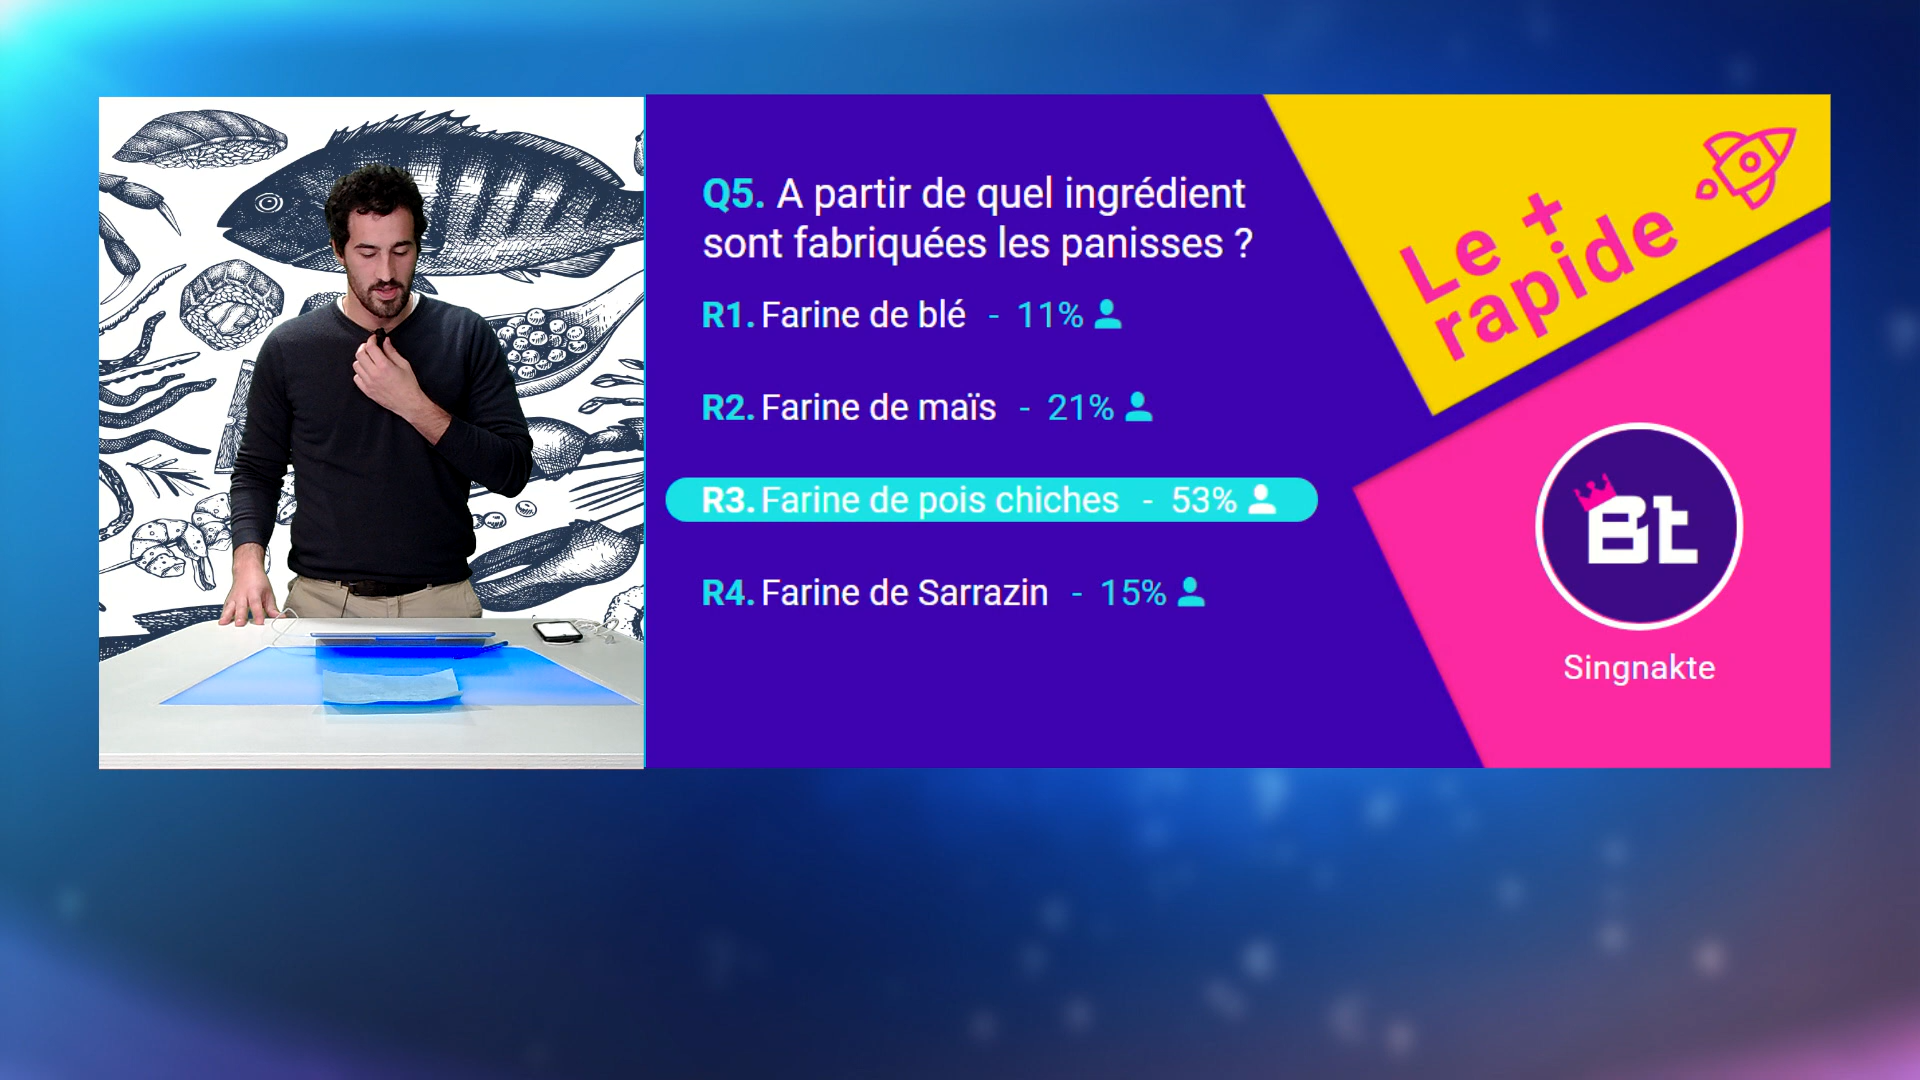 Q5. A partir de quel ingrédient
sont fabriquées les panisses ?
R1. Farine de blé - 11%
R2. Farine de maïs - 21%
R3. Farine de pois chiches - 53%
R4. Farine de Sarrazin - 15%
Le +
rapide
Bt
Singnakte